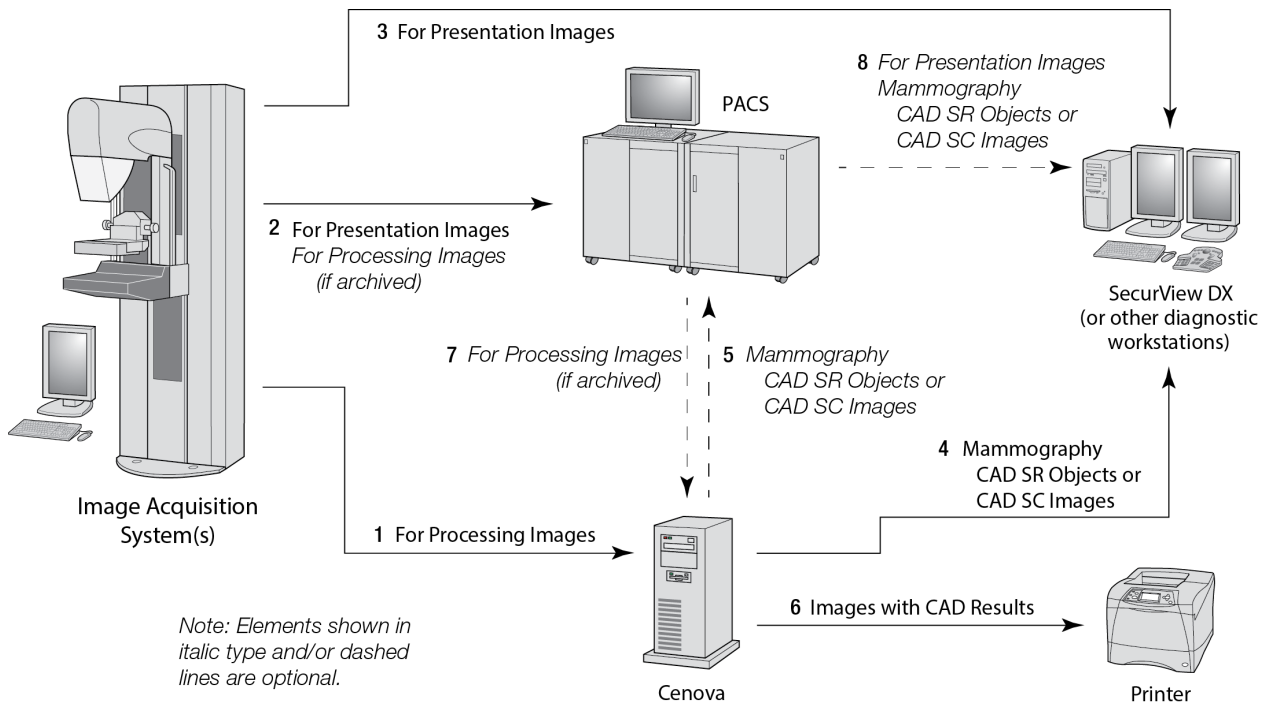 3 For Presentation Images
8 For Presentation Images
Mammography
CAD SR Objects or
CAD SC Images
PACS
2 For Presentation Images
For Processing Images
(if archived)
SecurView DX
(or other diagnostic
workstations)
7 For Processing Images
(if archived)
5 Mammography
CAD SR Objects or
CAD SC Images
4 Mammography
CAD SR Objects or
CAD SC Images
Image Acquisition
System(s)
1 For Processing Images
6 Images with CAD Results
Note: Elements shown in
italic type and/or dashed
lines are optional.
Cenova
Printer